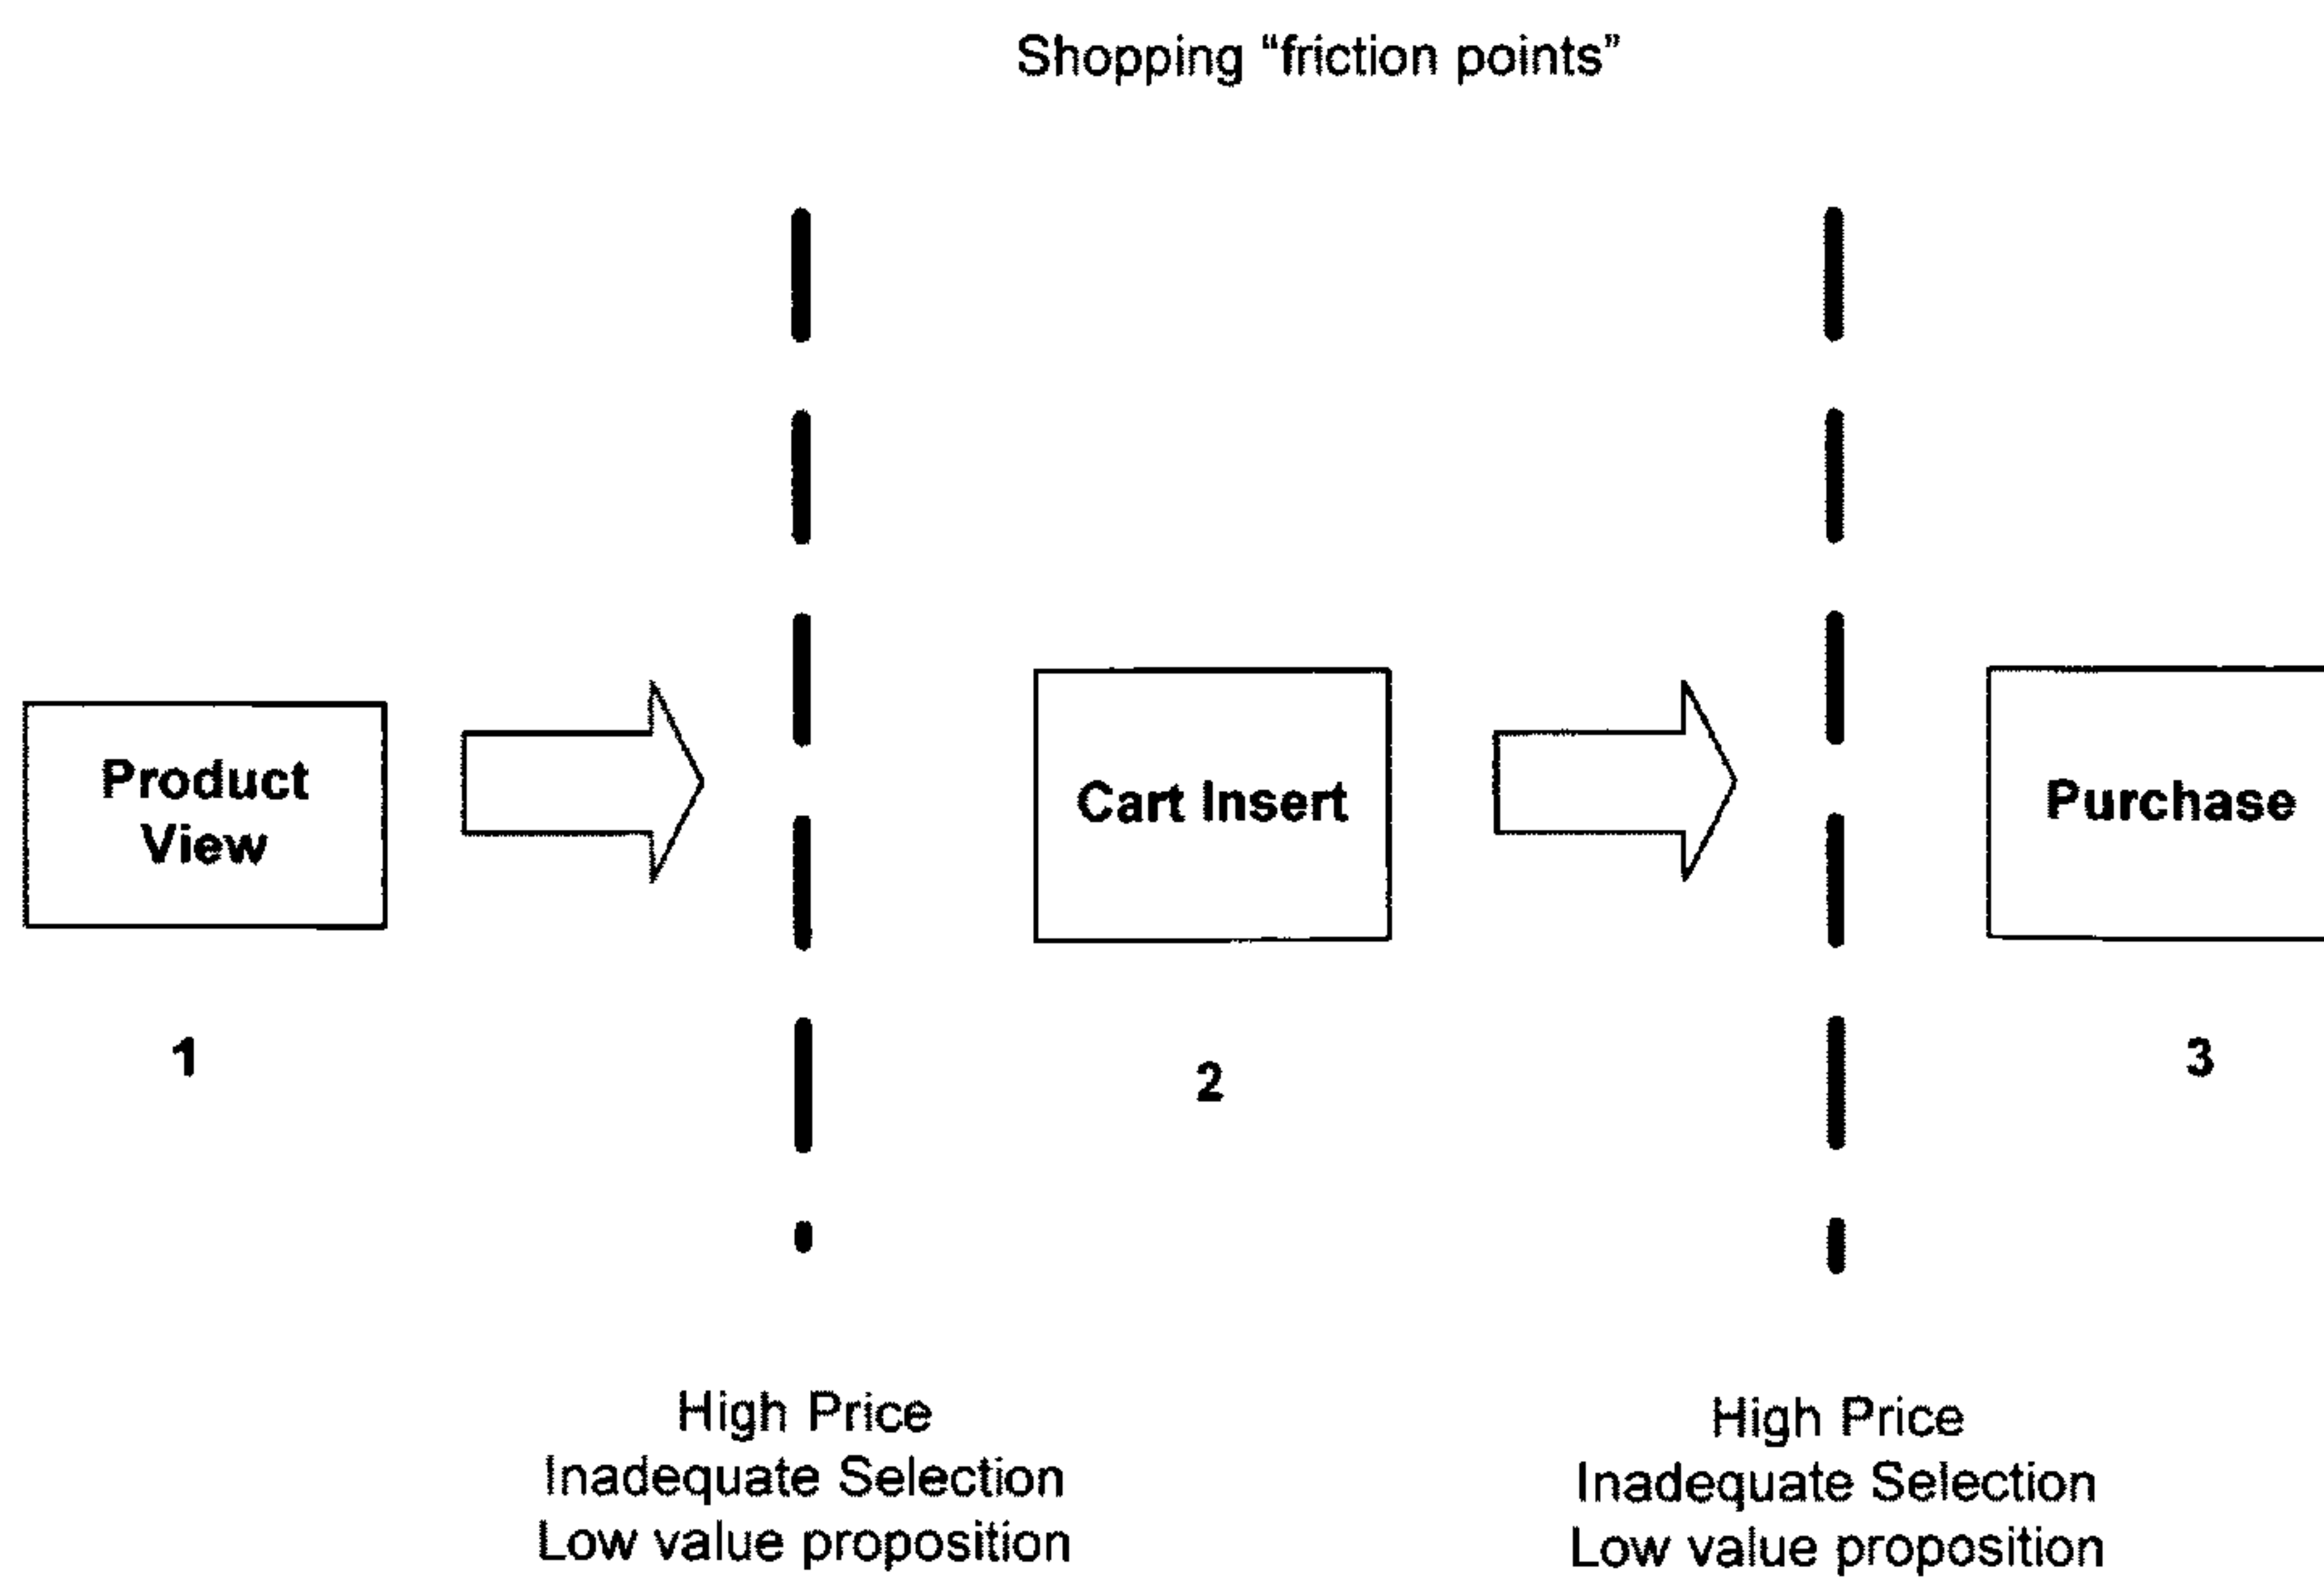 Shopping “friction points”
Product
View
Cart Insert
Purchase
1
2
3
High Price
Inadequate Selection
Low value proposition
High Price
Inadequate Selection
Low value proposition